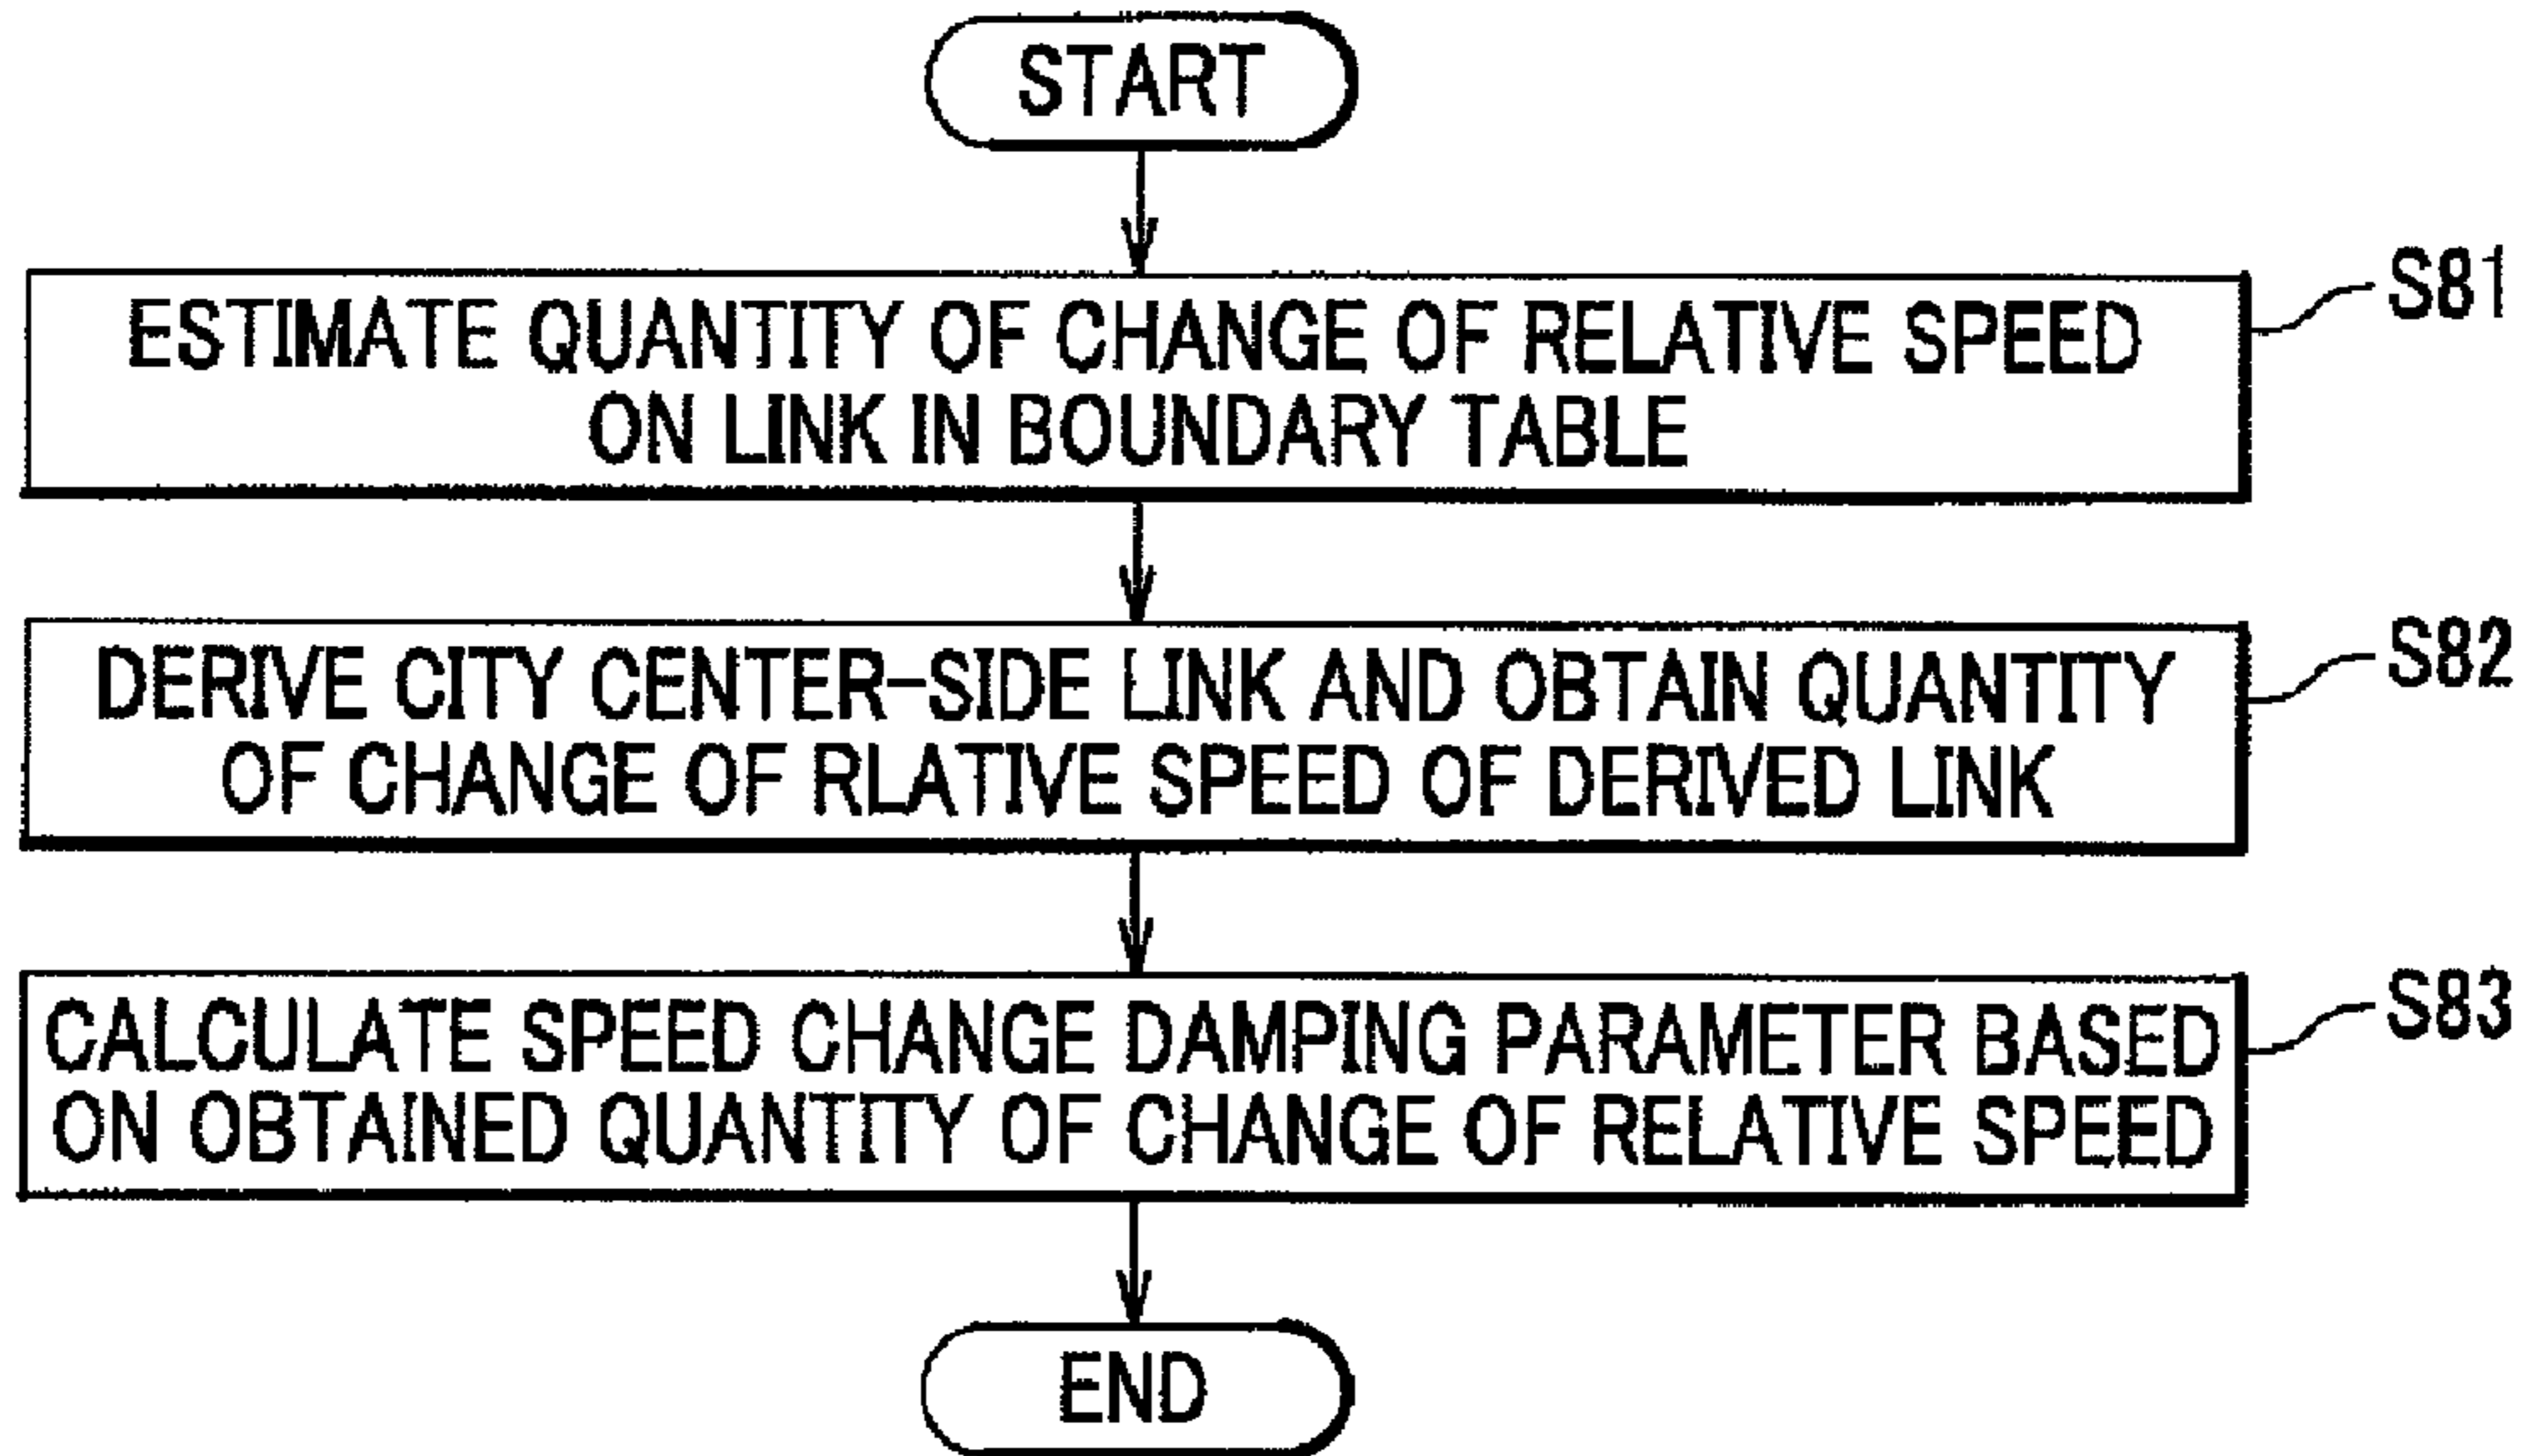 START
ESTIMATE QUANTITY OF CHANGE OF RELATIVE SPEED
ON LINK IN BOUNDARY TABLE
S81
DERIVE CITY CENTER-SIDE LINK AND OBTAIN QUANTITY
OF CHANGE OF RLATIVE SPEED OF DERIVED LINK
S82
CALCULATE SPEED CHANGE DAMPING PARAMETER BASED
ON OBTAINED QUANTITY OF CHANGE OF RELATIVE SPEED
S83
END